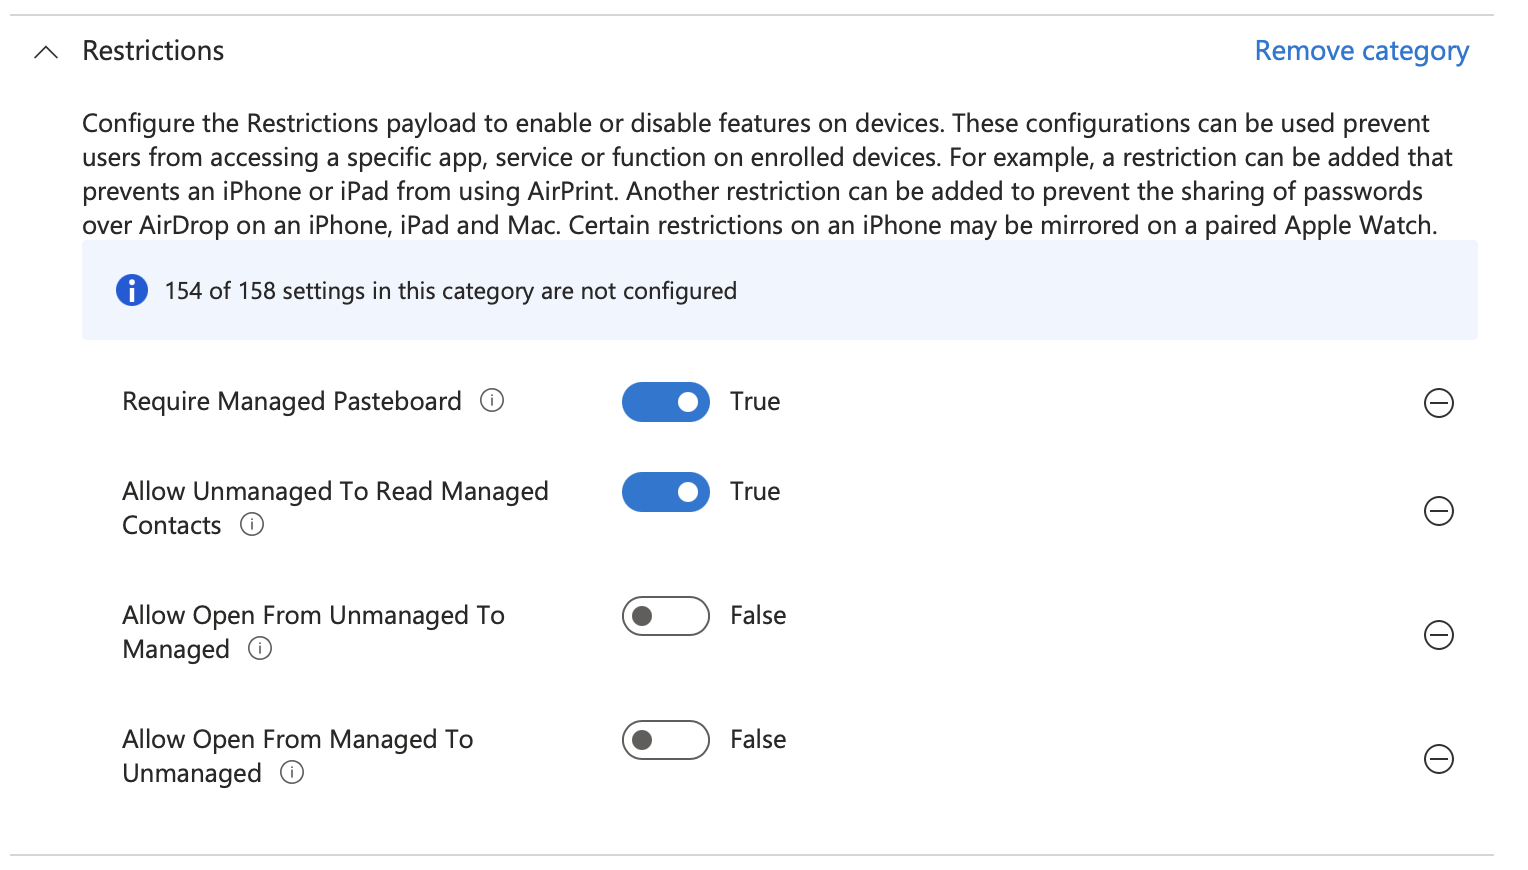 Restrictions
Remove category
Configure the Restrictions payload to enable or disable features on devices. These configurations can be used prevent
users from accessing a specific app, service or function on enrolled devices. For example, a restriction can be added that
prevents an iPhone or iPad from using AirPrint. Another restriction can be added to prevent the sharing of passwords
over AirDrop on an iPhone, iPad and Mac. Certain restrictions on an iPhone may be mirrored on a paired Apple Watch.
154 of 158 settings in this category are not configured
Require Managed Pasteboard
True
Allow Unmanaged To Read Managed
Contacts
True
Allow Open From Unmanaged To
Managed
False
Allow Open From Managed To
Unmanaged
False